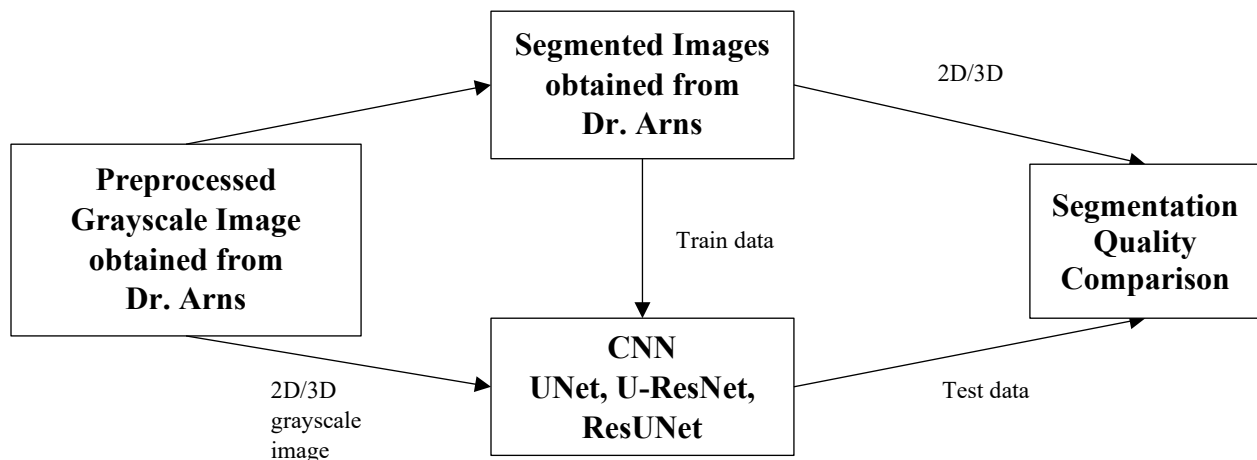 Segmented Images
obtained from
Dr. Arns
2D/3D
Preprocessed
Grayscale Image
obtained from
Dr. Arns
Segmentation
Quality
Comparison
Train data
CNN
UNet, U-ResNet,
ResUNet
2D/3D
grayscale
image
Test data